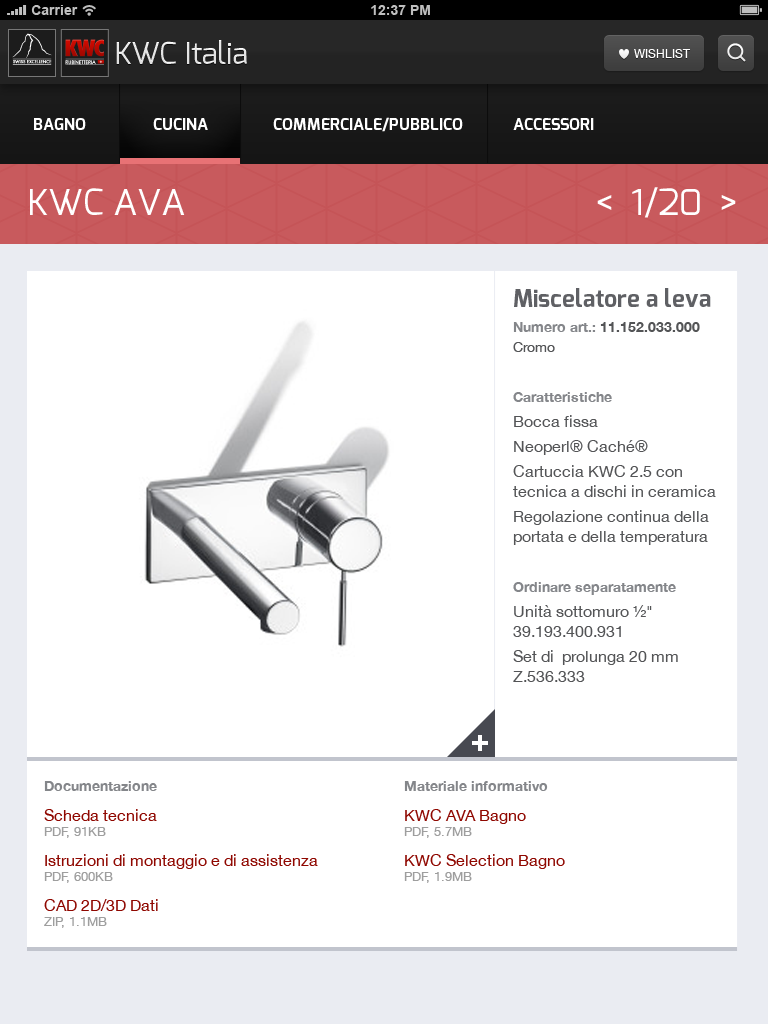 Carrier 12:37 PM
SWISS EXCELLENCE KWC RUBINETTERIA KWC Italia WISHLIST
BAGNO CUCINA COMMERCIALE/PUBBLICO ACCESSORI
KWC AVA < 1/20 >
Miscelatore a leva
Numero art.: 11.152.033.000
Cromo
Caratteristiche
Bocca fissa
Neoperl® Caché®
Cartuccia KWC 2.5 con
tecnica a dischi in ceramica
Regolazione continua della
portata e della temperatura
Ordinare separatamente
Unità sottomuro ½"
39.193.400.931
Set di  prolunga 20 mm
Z.536.333
Documentazione
Scheda tecnica
PDF, 91KB
Istruzioni di montaggio e di assistenza
PDF, 600KB
CAD 2D/3D Dati
ZIP, 1.1MB
Materiale informativo
KWC AVA Bagno
PDF, 5.7MB
KWC Selection Bagno
PDF, 1.9MB